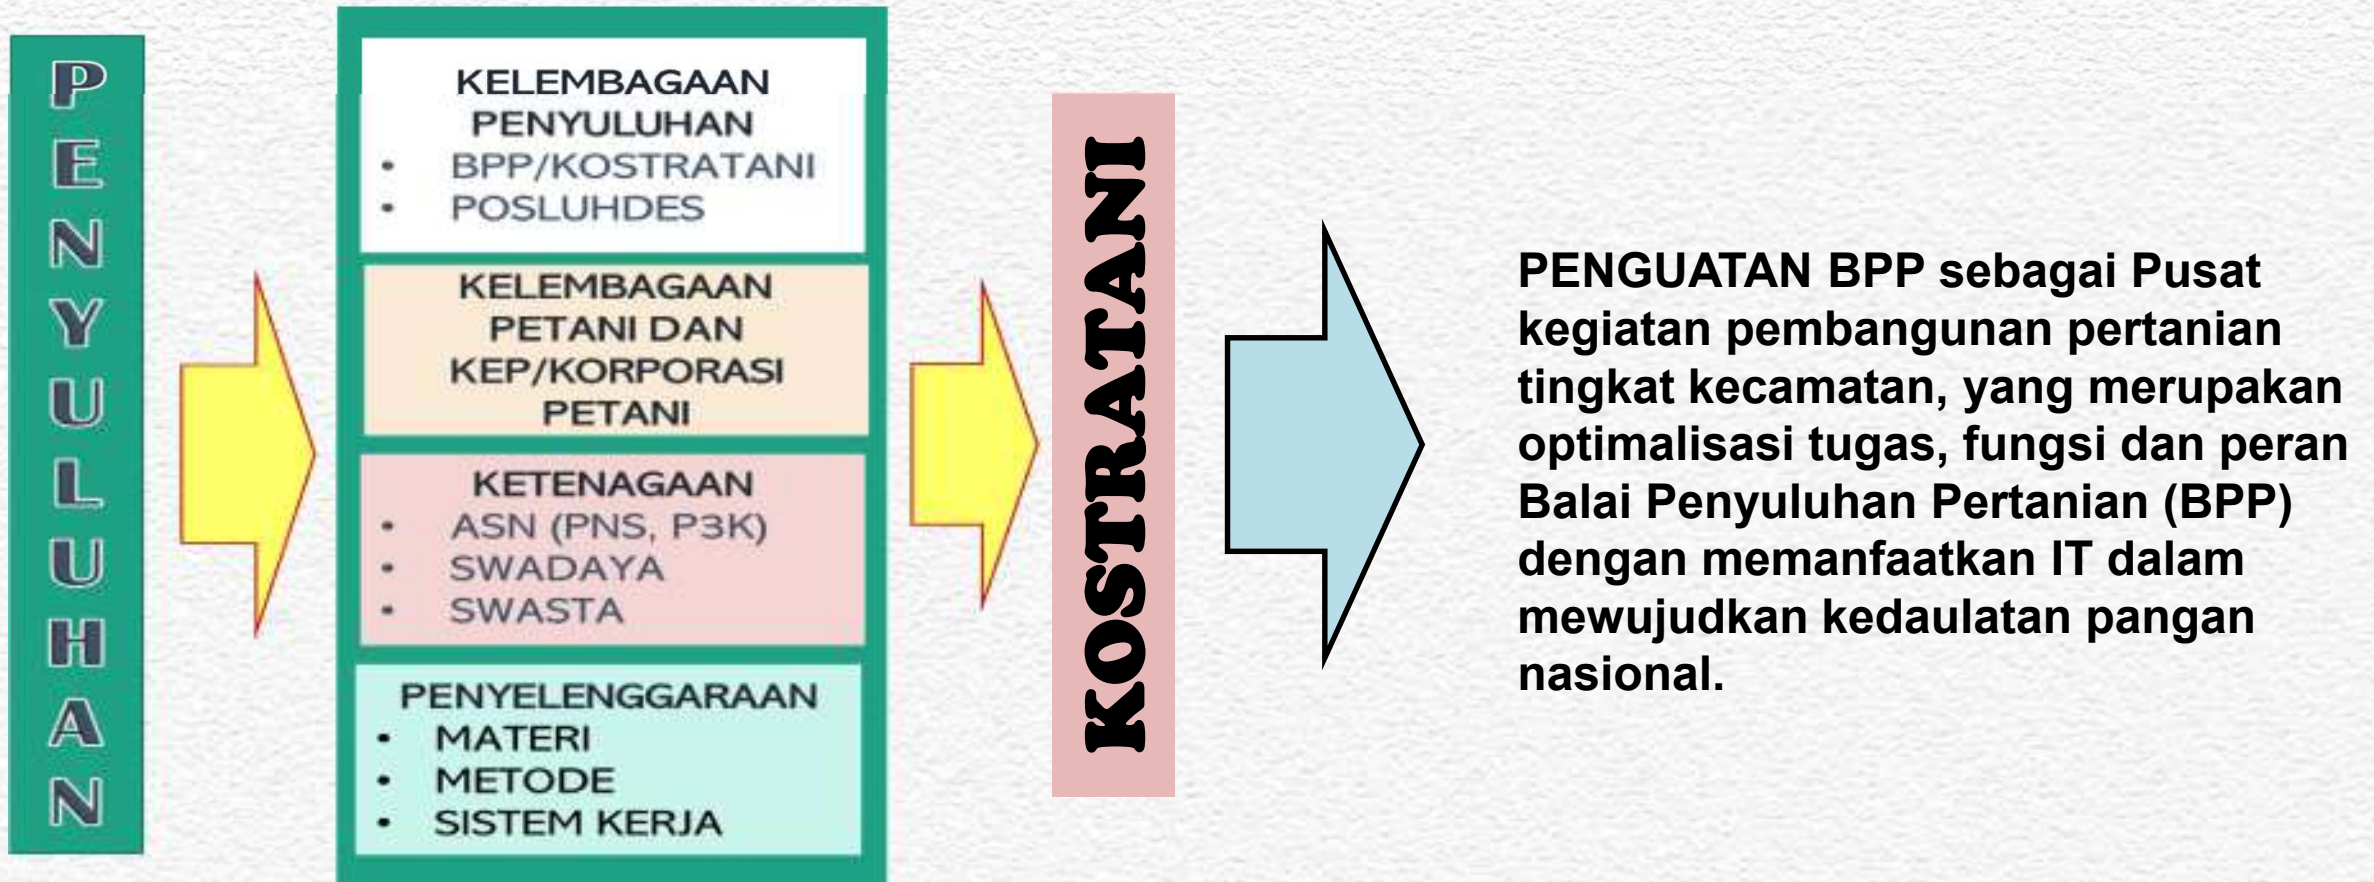 PENYULUHAN
KELEMBAGAAN
PENYULUHAN
• BPP/KOSTRATANI
• POSLUHDES
KELEMBAGAAN
PETANI DAN
KEP/KORPORASI
PETANI
KETENAGAAN
• ASN (PNS, P3K)
• SWADAYA
• SWASTA
PENYELENGGARAAN
• MATERI
• METODE
• SISTEM KERJA
KOSTRATANI
PENGUATAN BPP sebagai Pusat
kegiatan pembangunan pertanian
tingkat kecamatan, yang merupakan
optimalisasi tugas, fungsi dan peran
Balai Penyuluhan Pertanian (BPP)
dengan memanfaatkan IT dalam
mewujudkan kedaulatan pangan
nasional.